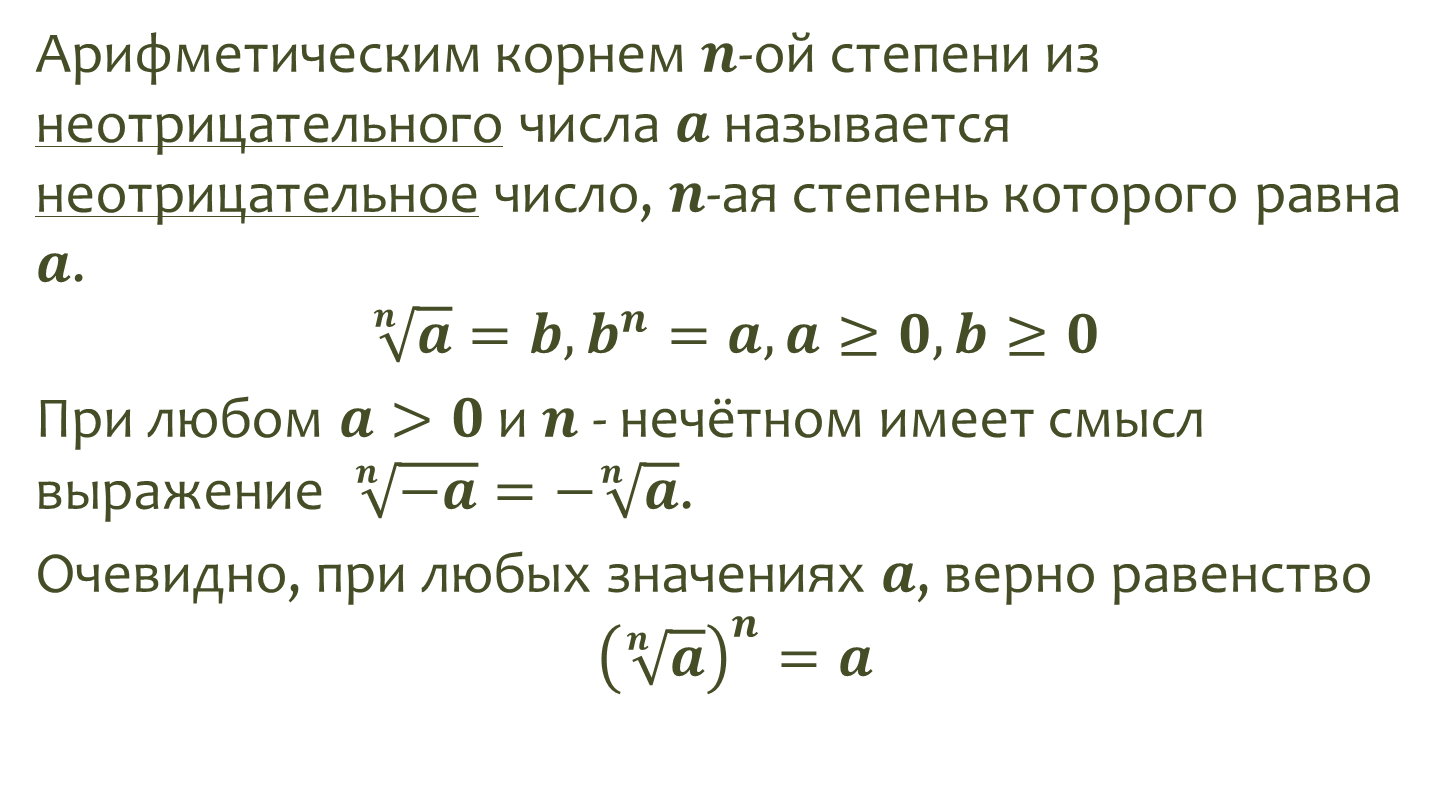 Арифметическим корнем n-ой степени из
неотрицательного числа a называется
неотрицательное число, n-ая степень которого равна
a.
ⁿ√a = b, bⁿ = a, a ≥ 0, b ≥ 0
При любом a > 0 и n - нечётном имеет смысл
выражение ⁿ√(−a) = −ⁿ√a.
Очевидно, при любых значениях a, верно равенство
(ⁿ√a)ⁿ = a